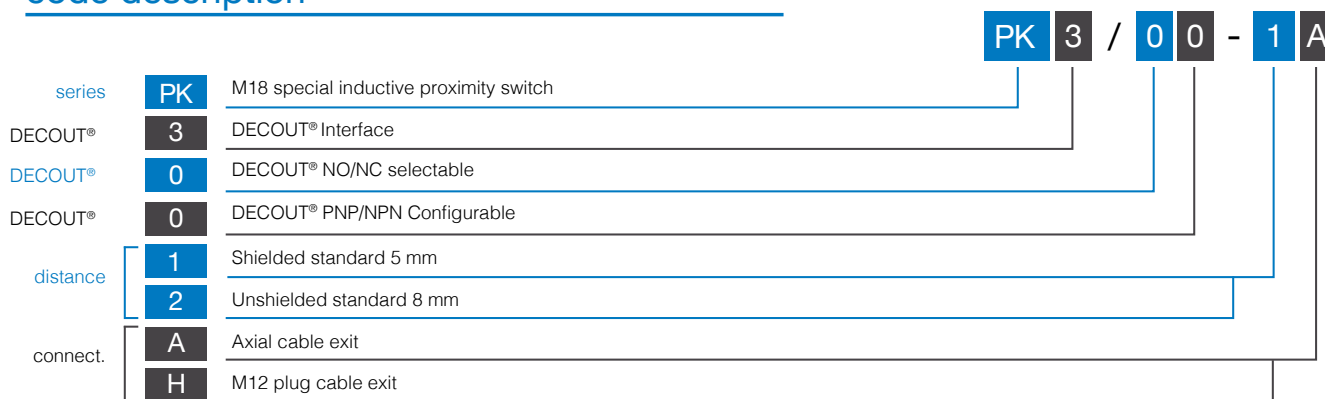 code description
PK 3 / 0 0 - 1 A
series PK M18 special inductive proximity switch
DECOUT® 3 DECOUT® Interface
DECOUT® 0 DECOUT® NO/NC selectable
DECOUT® 0 DECOUT® PNP/NPN Configurable
distance
1 Shielded standard 5 mm
2 Unshielded standard 8 mm
connect.
A Axial cable exit
H M12 plug cable exit